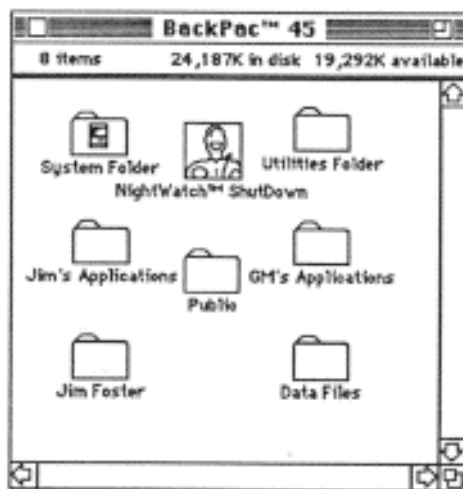 BackPac™ 45
8 items 24,187K in disk 19,292K available
System Folder
Utilities Folder
NightWatch™ ShutDown
Jim's Applications
GM's Applications
Public
Jim Foster
Data Files